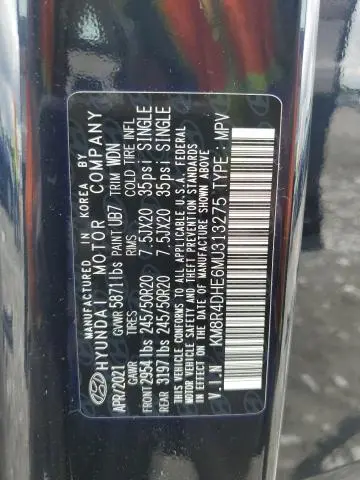 MANUFACTURED IN KOREA BY
HYUNDAI MOTOR COMPANY
APR/2021 GVWR 5871lbs PAINT UB7 TRIM WDN
GAWR TIRES RIMS COLD TIRE INFL
FRONT 2954 lbs 245/50R20 7.5JX20 35psi SINGLE
REAR 3197 lbs 245/50R20 7.5JX20 35psi SINGLE
THIS VEHICLE CONFORMS TO ALL APPLICABLE U.S.A. FEDERAL
MOTOR VEHICLE SAFETY, BUMPER, AND THEFT PREVENTION
STANDARDS IN EFFECT ON THE DATE OF MANUFACTURE SHOWN ABOVE.
V.I.N KM8R4DHE6MU313275 TYPE : MPV